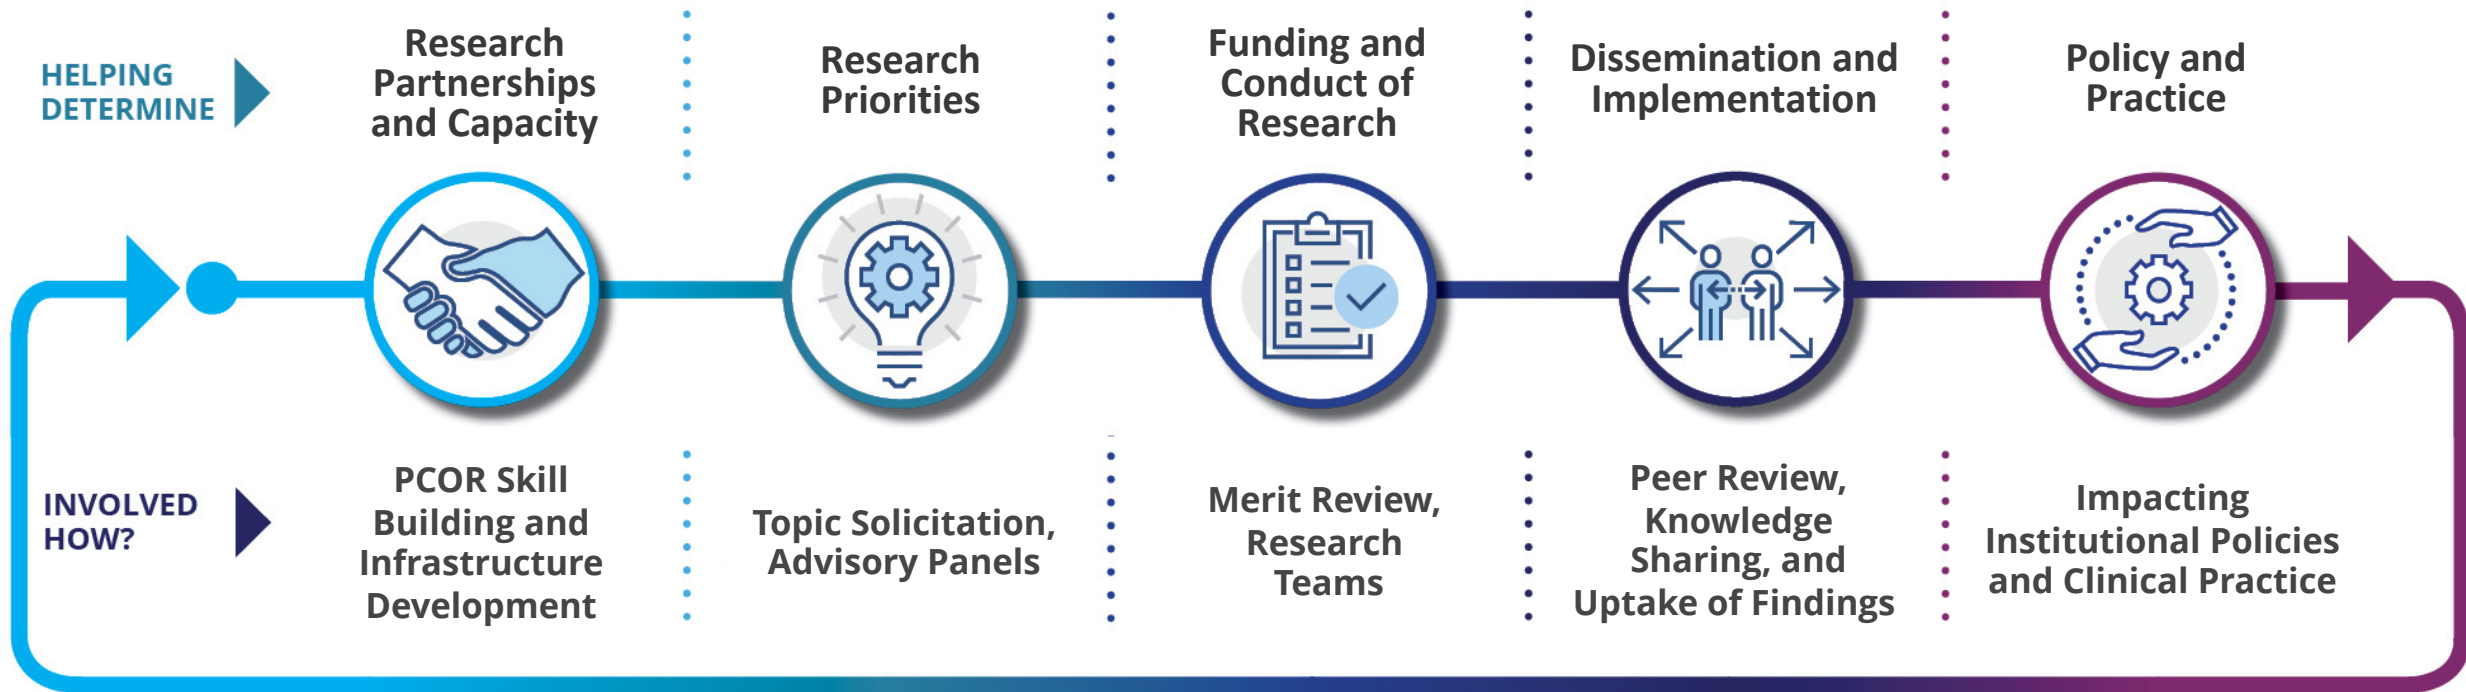 HELPING
DETERMINE
Research
Partnerships
and Capacity
Research
Priorities
Funding and
Conduct of
Research
Dissemination and
Implementation
Policy and
Practice
INVOLVED
HOW?
PCOR Skill
Building and
Infrastructure
Development
Topic Solicitation,
Advisory Panels
Merit Review,
Research
Teams
Peer Review,
Knowledge
Sharing, and
Uptake of Findings
Impacting
Institutional Policies
and Clinical Practice